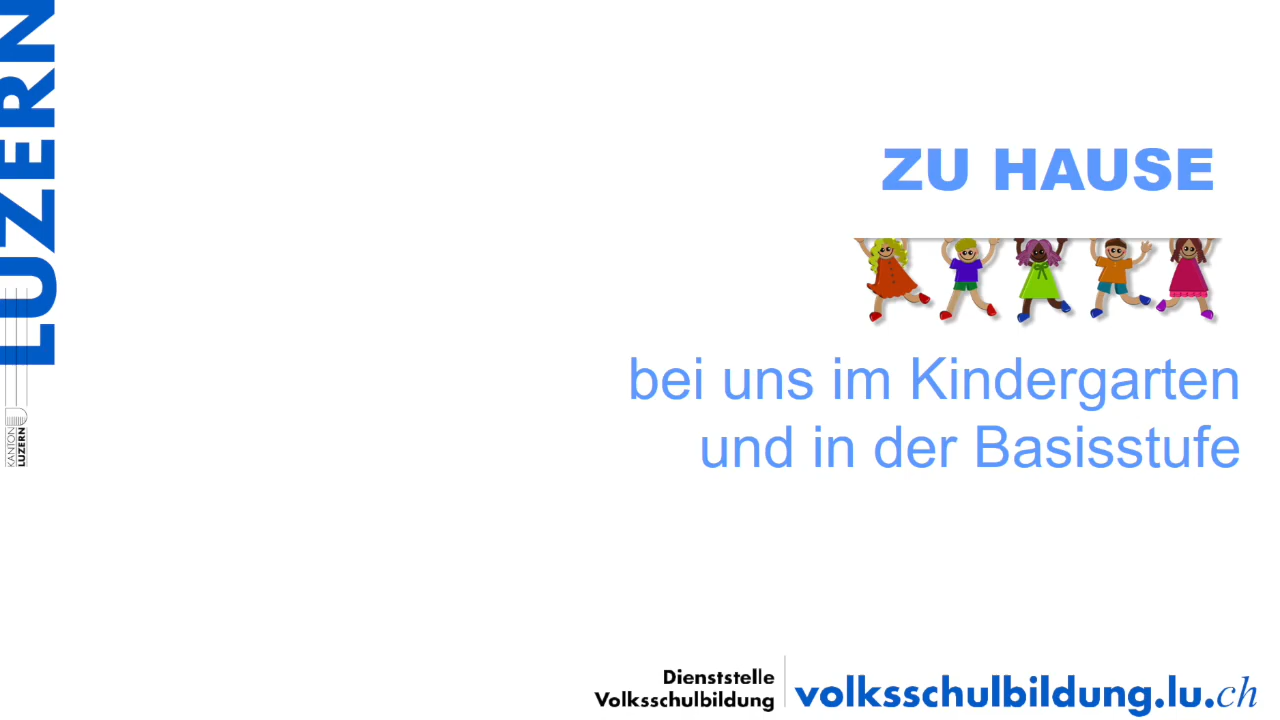 LUZERN
KANTON
LUZERN
ZU HAUSE
bei uns im Kindergarten
und in der Basisstufe
Dienststelle
Volksschulbildung
volksschulbildung.lu.ch